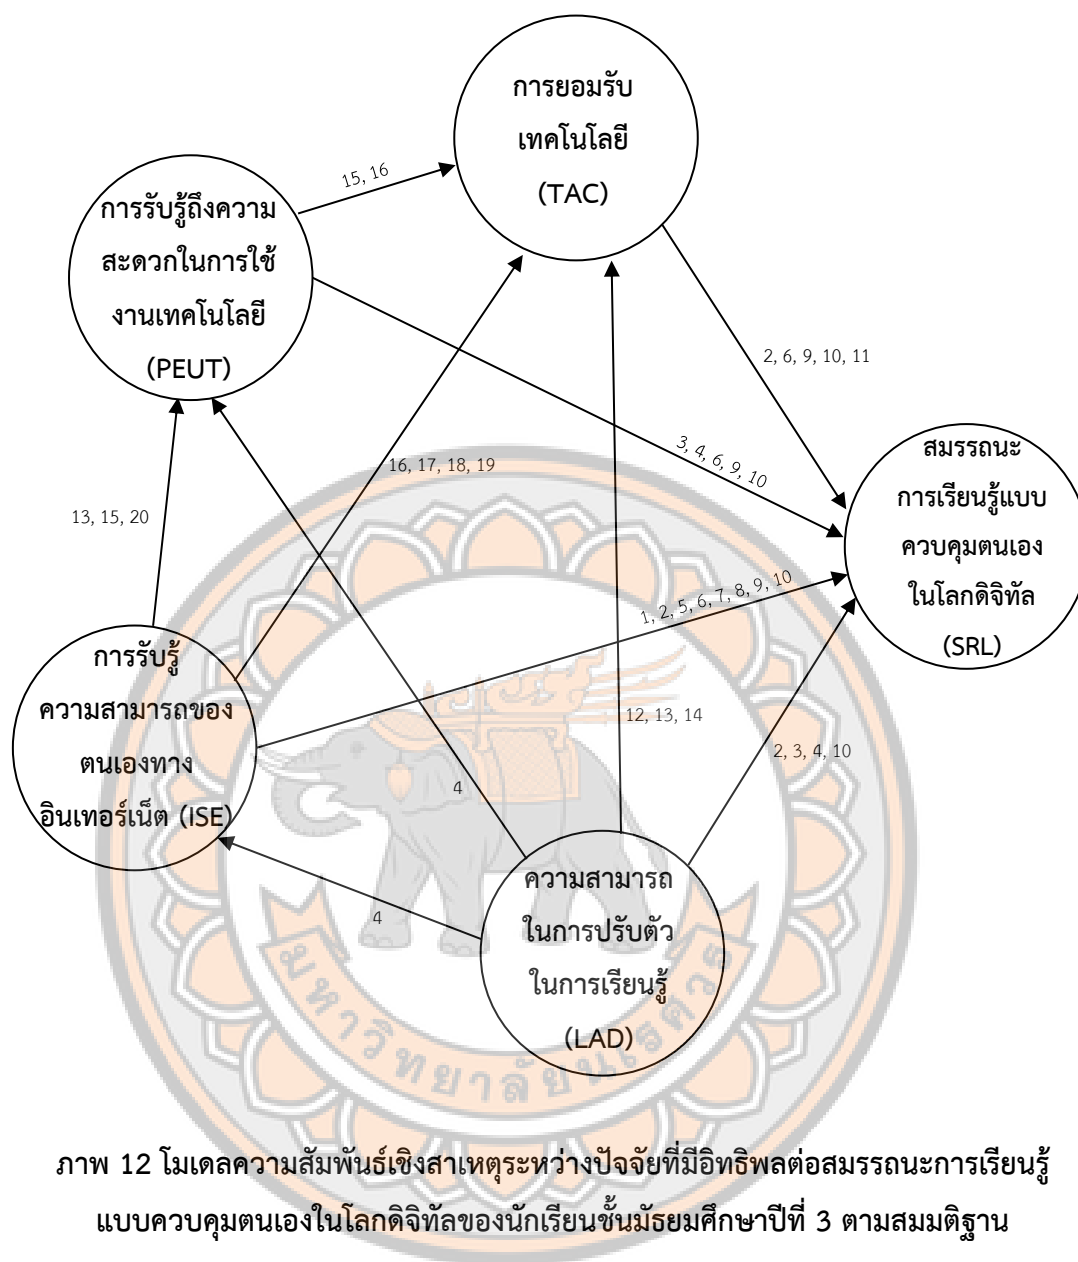 การยอมรับ
เทคโนโลยี
(TAC)
15, 16
การรับรู้ถึงความ
สะดวกในการใช้
งานเทคโนโลยี
(PEUT)
2, 6, 9, 10, 11
3, 4, 6, 9, 10
16, 17, 18, 19
13, 15, 20
สมรรถนะ
การเรียนรู้แบบ
ควบคุมตนเอง
ในโลกดิจิทัล
(SRL)
1, 2, 5, 6, 7, 8, 9, 10
การรับรู้
ความสามารถของ
ตนเองทาง
อินเทอร์เน็ต (ISE)
12, 13, 14
2, 3, 4, 10
4
4
ความสามารถ
ในการปรับตัว
ในการเรียนรู้
(LAD)
มหาวิทยาลัยนเรศวร
ภาพ 12 โมเดลความสัมพันธ์เชิงสาเหตุระหว่างปัจจัยที่มีอิทธิพลต่อสมรรถนะการเรียนรู้
แบบควบคุมตนเองในโลกดิจิทัลของนักเรียนชั้นมัธยมศึกษาปีที่ 3 ตามสมมติฐาน